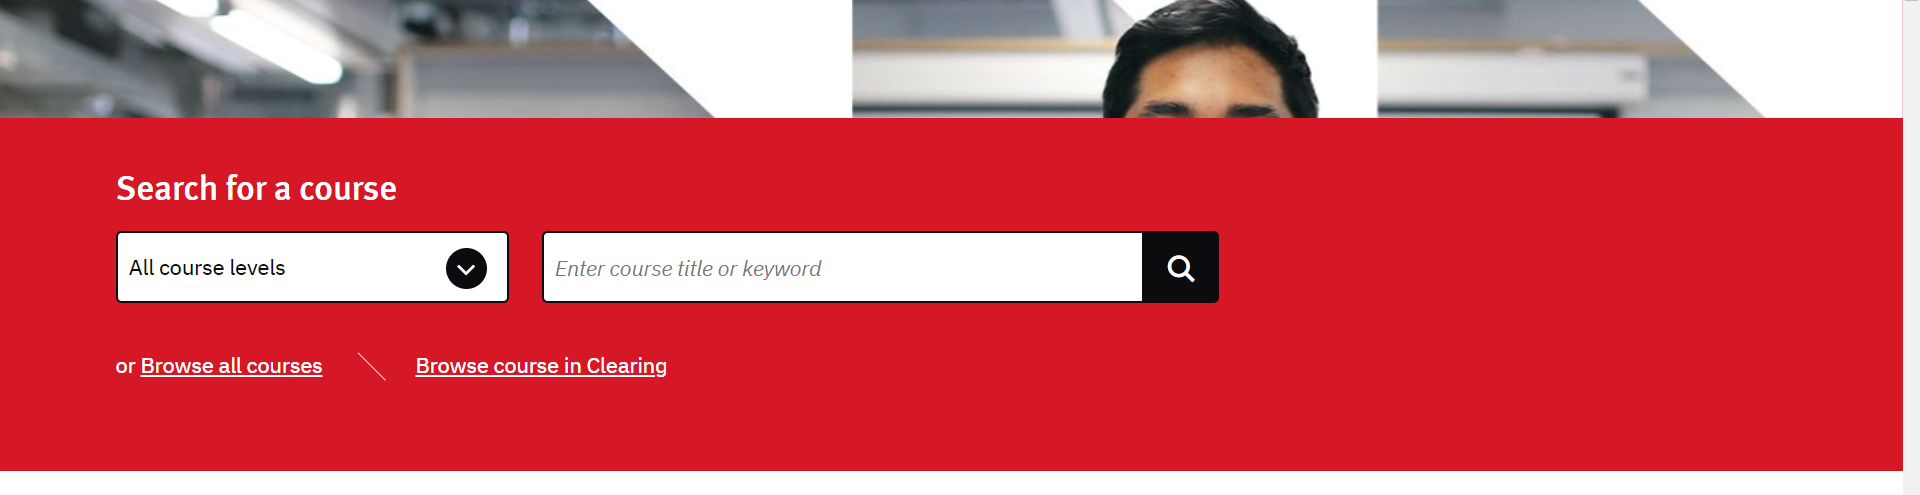 Search for a course
All course levels
Enter course title or keyword
or Browse all courses
Browse course in Clearing